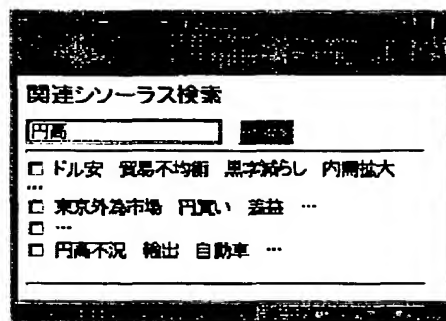 関連シソーラス検索
円高
ドル安 貿易不均衡 黒字減らし 内需拡大
…
東京外為市場 円買い 差益 …
…
円高不況 輸出 自動車 …